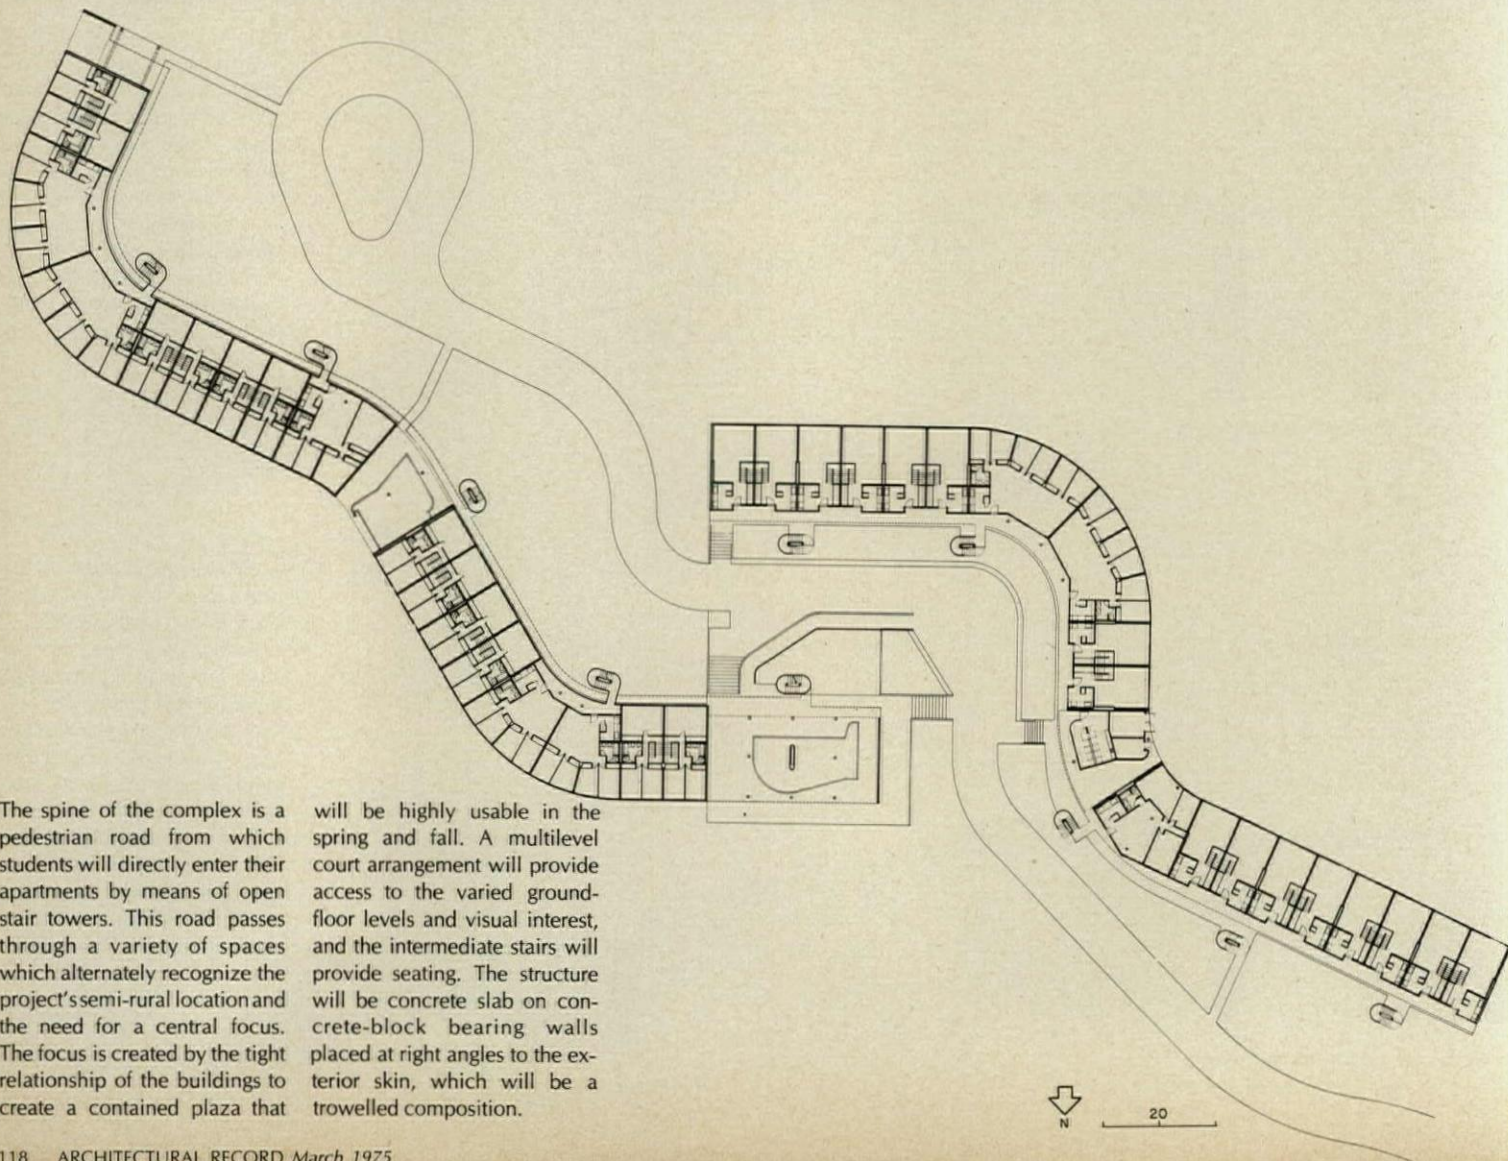 The spine of the complex is a
pedestrian road from which
students will directly enter their
apartments by means of open
stair towers. This road passes
through a variety of spaces
which alternately recognize the
project's semi-rural location and
the need for a central focus.
The focus is created by the tight
relationship of the buildings to
create a contained plaza that
will be highly usable in the
spring and fall. A multilevel
court arrangement will provide
access to the varied ground-
floor levels and visual interest,
and the intermediate stairs will
provide seating. The structure
will be concrete slab on con-
crete-block bearing walls
placed at right angles to the ex-
terior skin, which will be a
trowelled composition.
N
20
118 ARCHITECTURAL RECORD March 1975